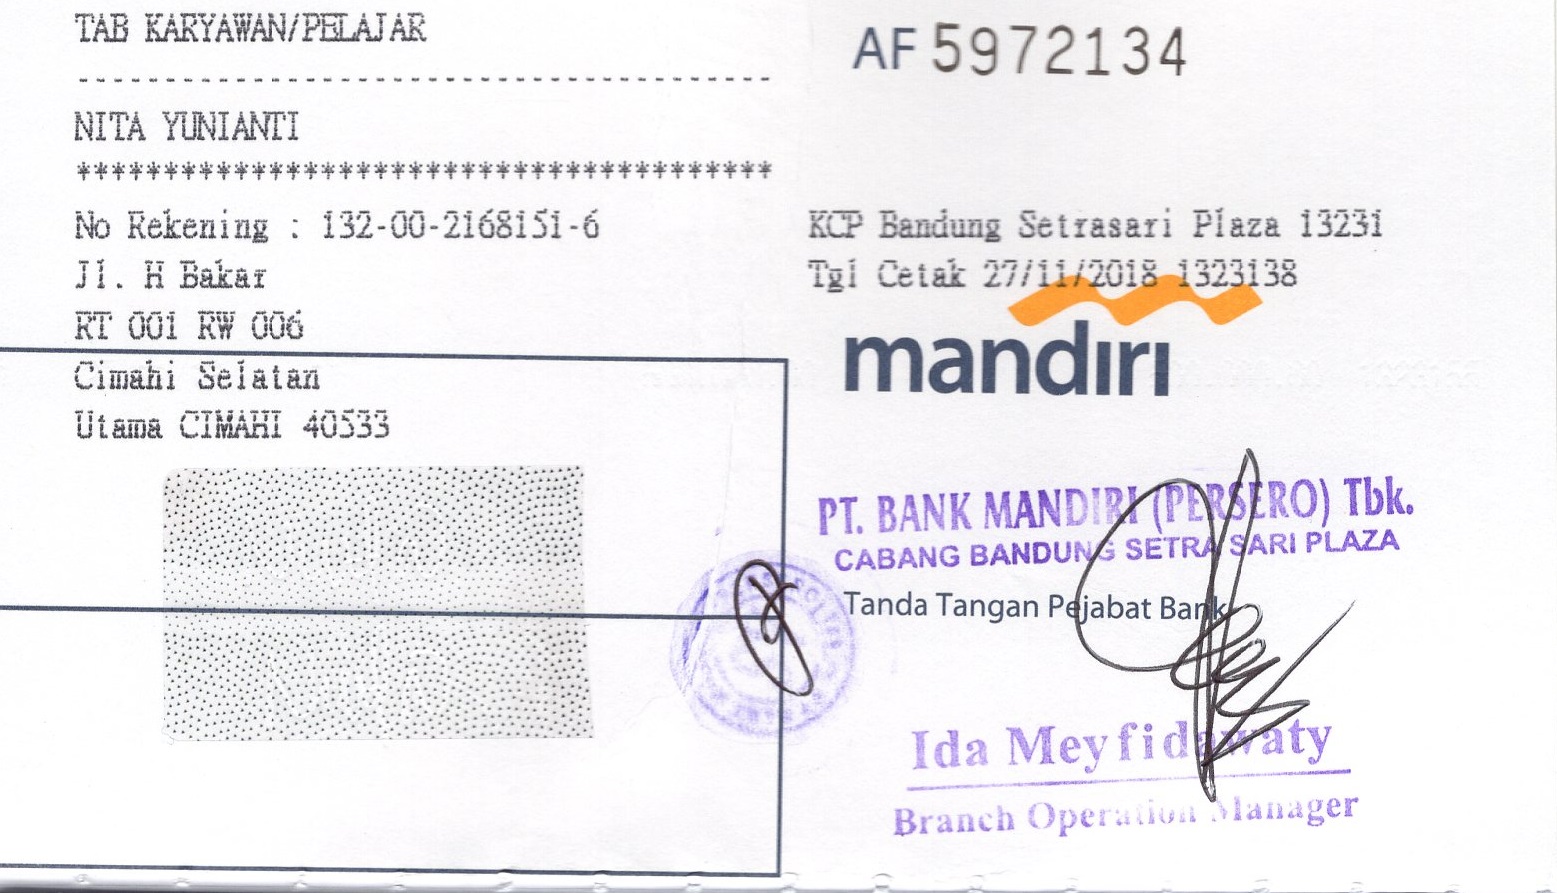 TAB KARYAWAN/PELAJAR
----------------------------------------
NITA YUNIANTI
****************************************
No Rekening : 132-00-2168151-6
Jl. H Bakar
RT 001 RW 006
Cimahi Selatan
Utama CIMAHI 40533
AF 5972134
KCP Bandung Setrasari Plaza 13231
Tgl Cetak 27/11/2018 1323138
mandiri
PT. BANK MANDIRI (PERSERO) Tbk.
CABANG BANDUNG SETRA SARI PLAZA
Tanda Tangan Pejabat Bank
Ida Meyfidawaty
Branch Operation Manager